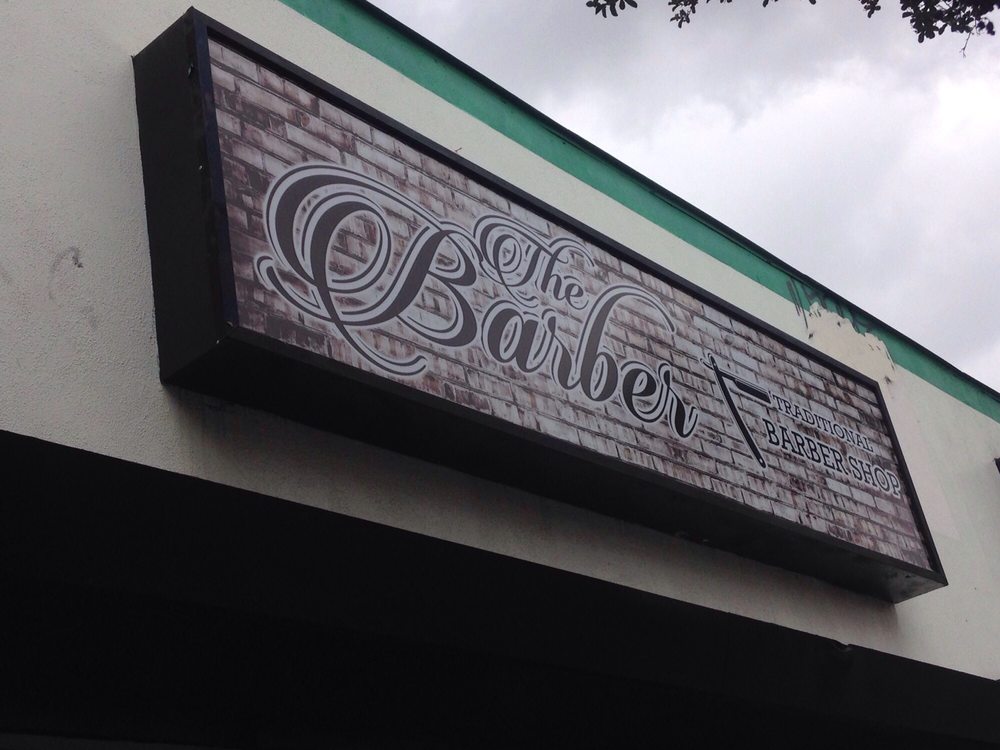 The
Barber
TRADITIONAL
BARBER SHOP